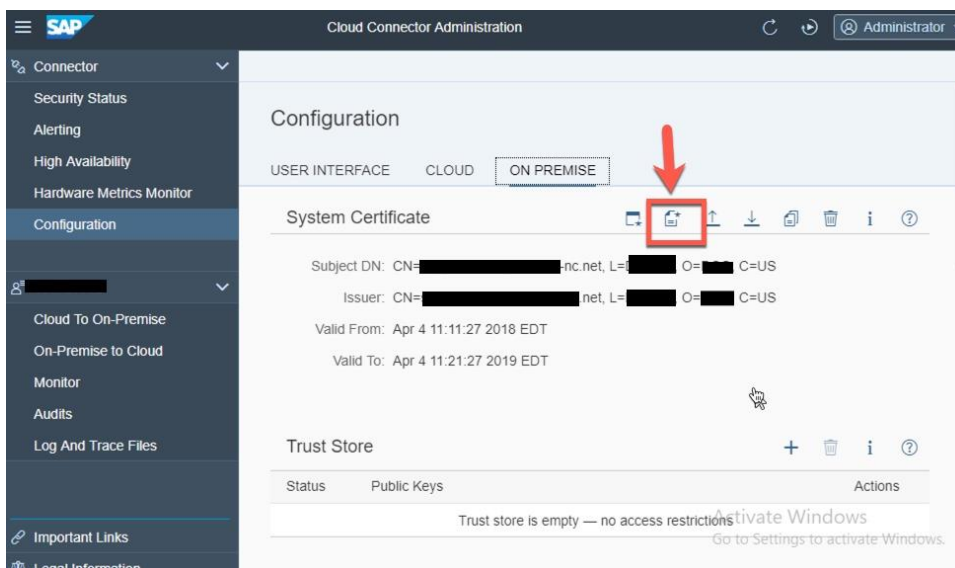 SAP Cloud Connector Administration Administrator
Connector
Security Status
Alerting
High Availability
Hardware Metrics Monitor
Configuration
Cloud To On-Premise
On-Premise to Cloud
Monitor
Audits
Log And Trace Files
Important Links
Legal Information
Configuration
USER INTERFACE CLOUD ON PREMISE
System Certificate
Subject DN: CN= -nc.net, L= O= C=US
Issuer: CN= .net, L= O= C=US
Valid From: Apr 4 11:11:27 2018 EDT
Valid To: Apr 4 11:21:27 2019 EDT
Trust Store
Status Public Keys Actions
Trust store is empty — no access restrictions
Activate Windows
Go to Settings to activate Windows.